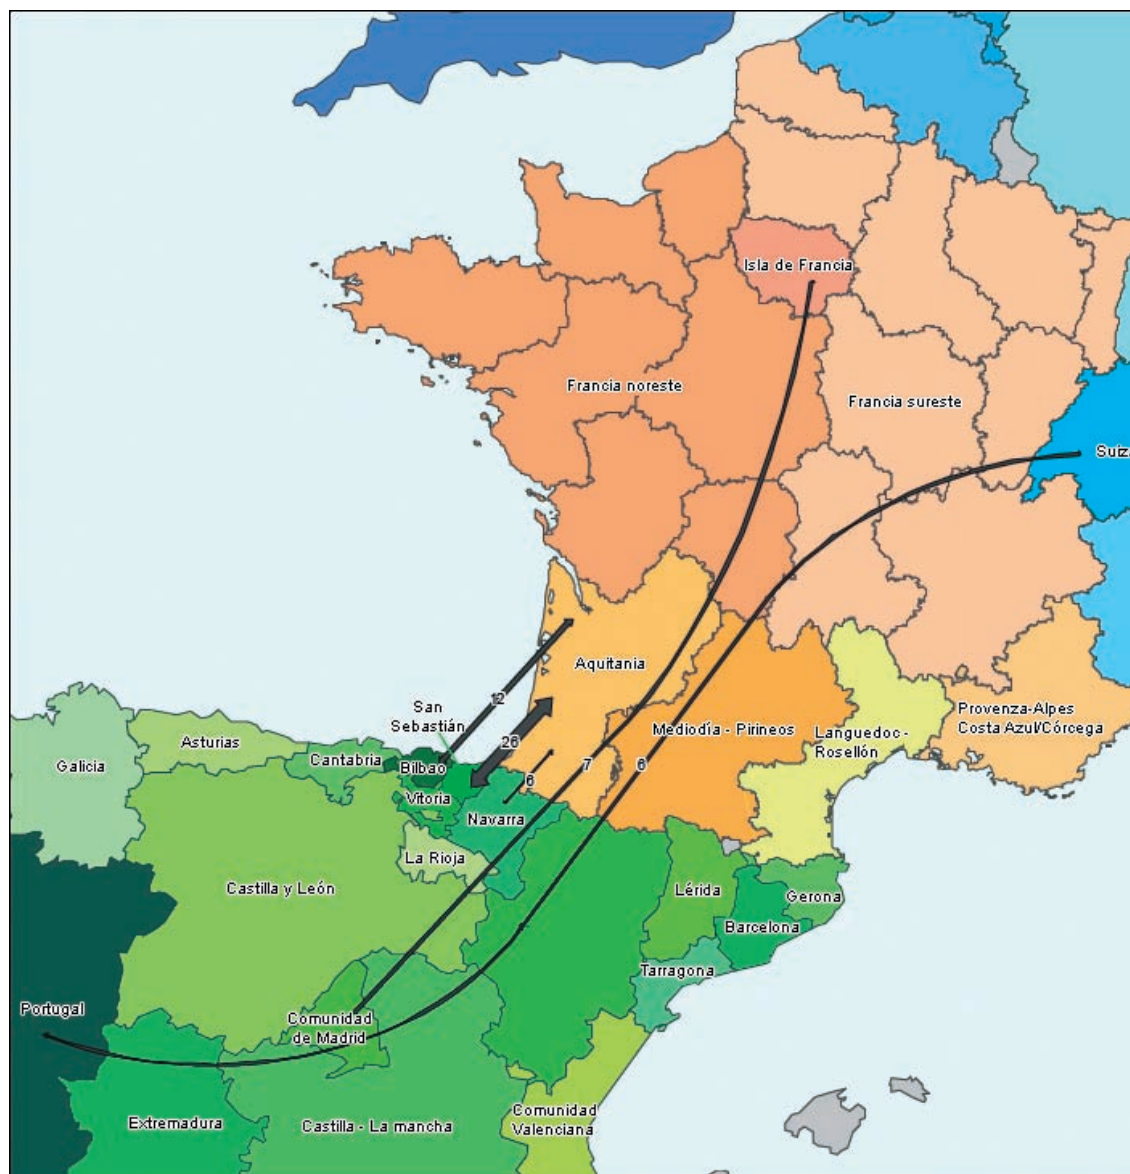 Isla de Francia
Francia noreste
Francia sureste
Suiza
Aquitania
12
San
Sebastián
26
Mediodía - Pirineos
Languedoc-
Rosellón
Provenza-Alpes
Costa Azul/Córcega
Galicia
Asturias
Cantabria
Bilbao
Vitoria
6
7
6
Navarra
La Rioja
Castilla y León
Lérida
Gerona
Barcelona
Tarragona
Portugal
Comunidad
de Madrid
Extremadura
Castilla - La mancha
Comunidad
Valenciana